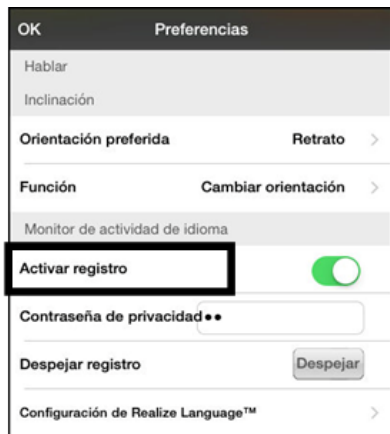 OK Preferencias
Hablar
Inclinación
Orientación preferida Retrato
Función Cambiar orientación
Monitor de actividad de idioma
Activar registro
Contraseña de privacidad ••
Despejar registro Despejar
Configuración de Realize Language™